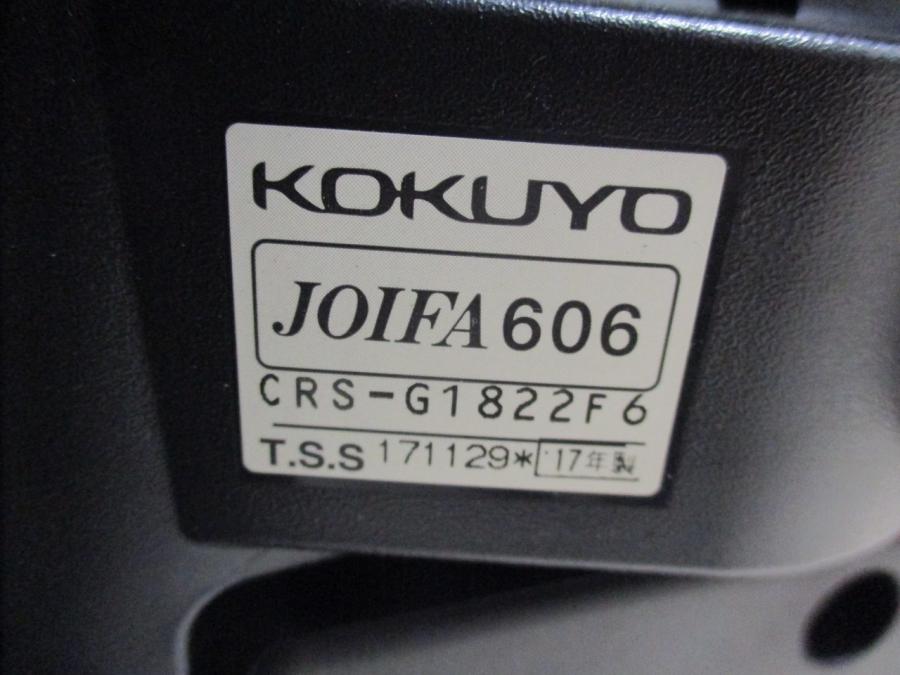 KOKUYO
JOIFA 606
CRS-G1822F6
T.S.S 171129* '17年製